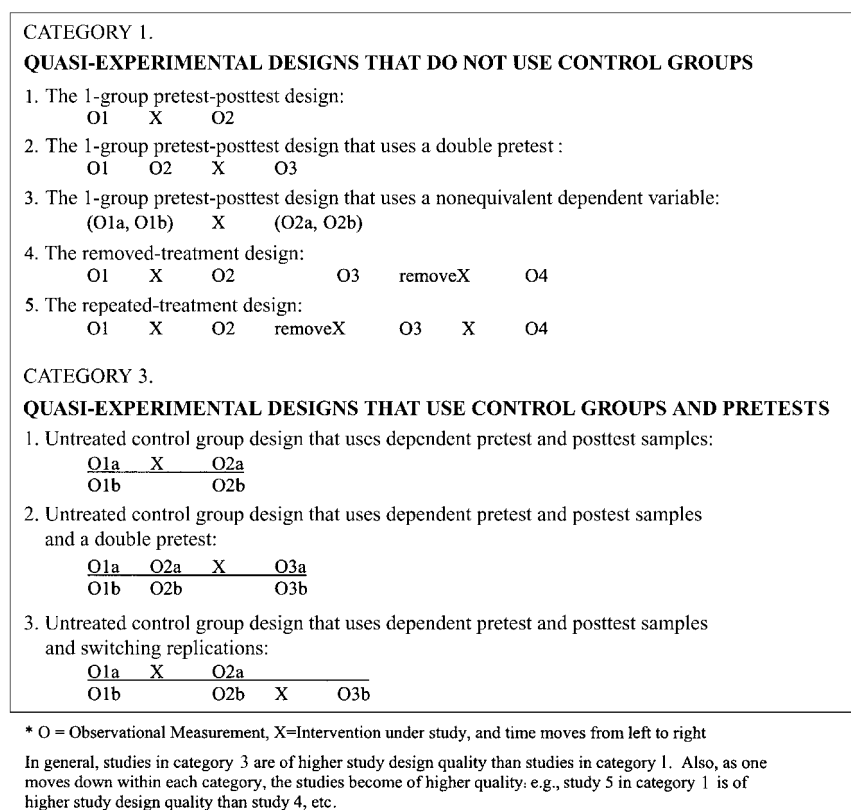 CATEGORY 1.
QUASI-EXPERIMENTAL DESIGNS THAT DO NOT USE CONTROL GROUPS
1. The 1-group pretest-posttest design:
O1 X O2
2. The 1-group pretest-posttest design that uses a double pretest :
O1 O2 X O3
3. The 1-group pretest-posttest design that uses a nonequivalent dependent variable:
(O1a, O1b) X (O2a, O2b)
4. The removed-treatment design:
O1 X O2 O3 removeX O4
5. The repeated-treatment design:
O1 X O2 removeX O3 X O4
CATEGORY 3.
QUASI-EXPERIMENTAL DESIGNS THAT USE CONTROL GROUPS AND PRETESTS
1. Untreated control group design that uses dependent pretest and posttest samples:
O1a X O2a
O1b O2b
2. Untreated control group design that uses dependent pretest and postest samples
and a double pretest:
O1a O2a X O3a
O1b O2b O3b
3. Untreated control group design that uses dependent pretest and posttest samples
and switching replications:
O1a X O2a
O1b O2b X O3b
* O = Observational Measurement, X=Intervention under study, and time moves from left to right
In general, studies in category 3 are of higher study design quality than studies in category 1. Also, as one
moves down within each category, the studies become of higher quality: e.g., study 5 in category 1 is of
higher study design quality than study 4, etc.